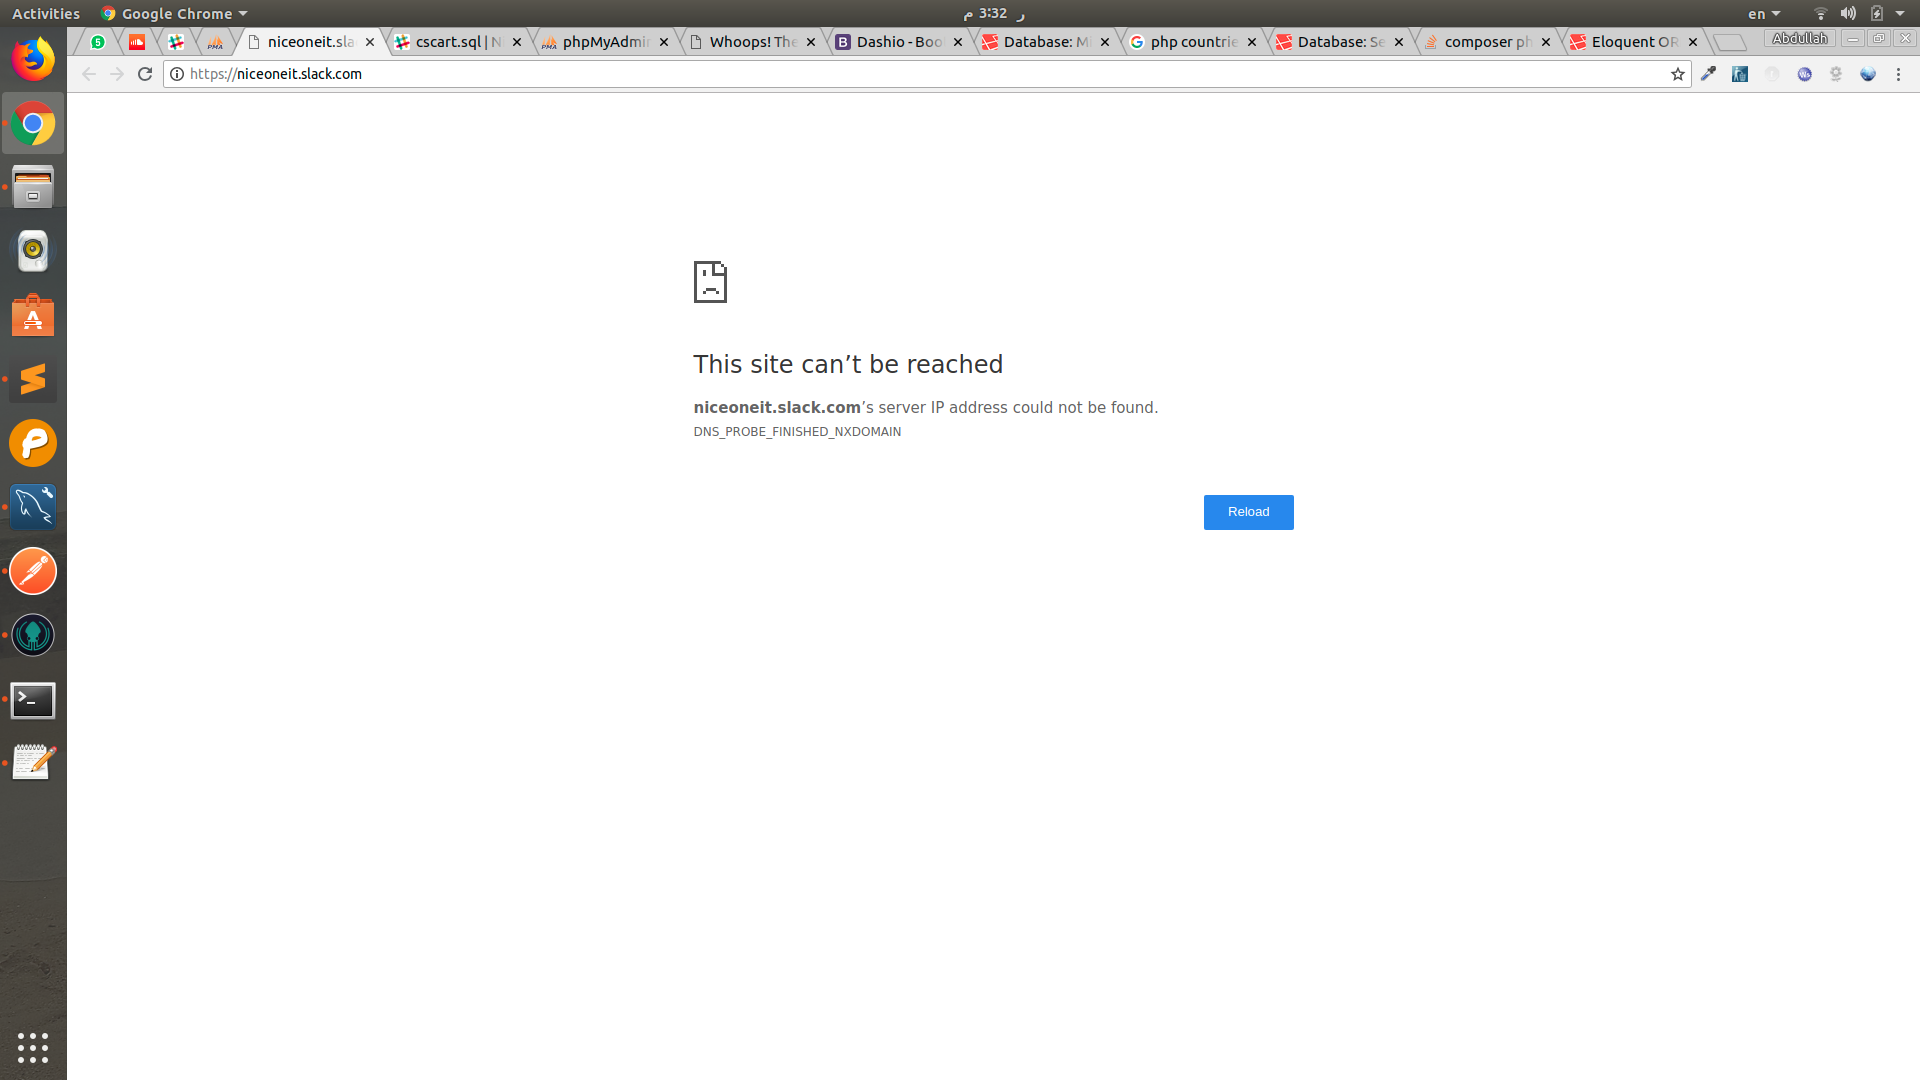 Activities Google Chrome ر 3:32 م en
niceoneit.sla cscart.sql | N phpMyAdmin Whoops! The Dashio - Boo Database: M php countrie Database: Se composer ph Eloquent OR Abdullah
https://niceoneit.slack.com
This site can’t be reached
niceoneit.slack.com’s server IP address could not be found.
DNS_PROBE_FINISHED_NXDOMAIN
Reload